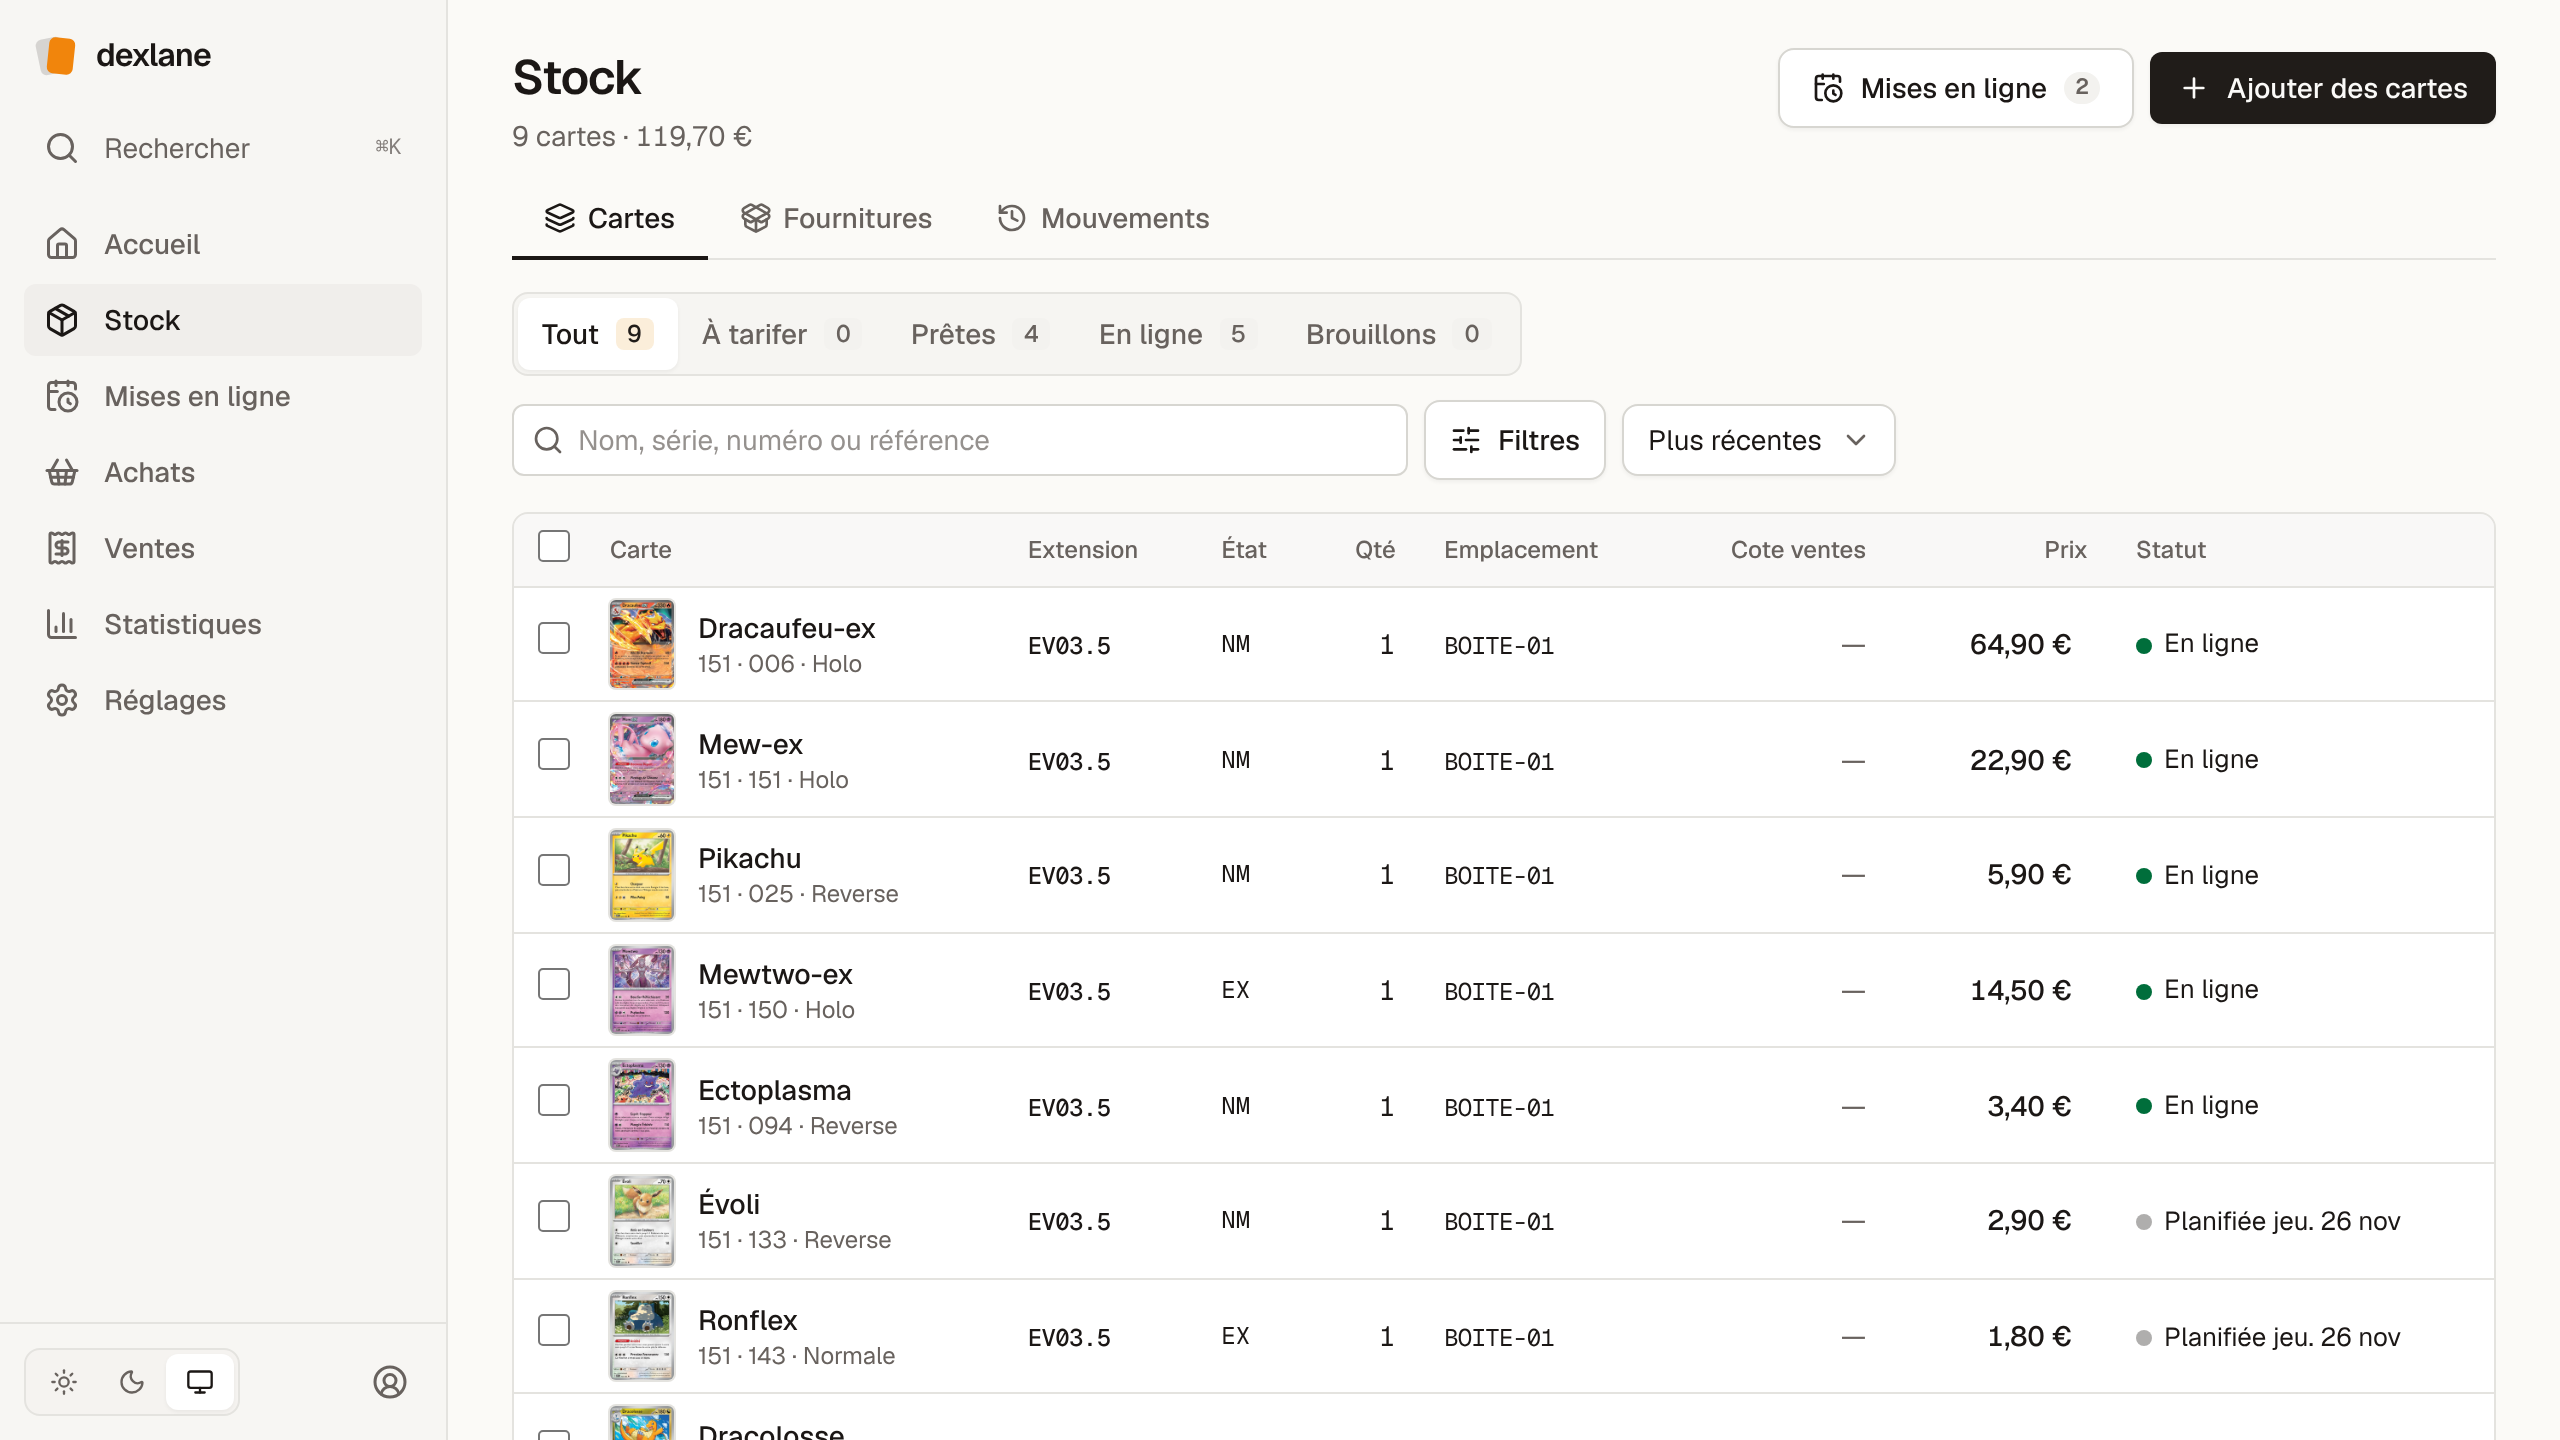 dexlane
Rechercher ⌘K
Accueil
Stock
Mises en ligne
Achats
Ventes
Statistiques
Réglages
Stock
9 cartes · 119,70 €
Mises en ligne 2
+ Ajouter des cartes
Cartes Fournitures Mouvements
Tout 9 À tarifer 0 Prêtes 4 En ligne 5 Brouillons 0
Nom, série, numéro ou référence
Filtres
Plus récentes
Carte Extension État Qté Emplacement Cote ventes Prix Statut
Dracaufeu-ex
151 · 006 · Holo
EV03.5 NM 1 BOITE-01 — 64,90 € En ligne
Mew-ex
151 · 151 · Holo
EV03.5 NM 1 BOITE-01 — 22,90 € En ligne
Pikachu
151 · 025 · Reverse
EV03.5 NM 1 BOITE-01 — 5,90 € En ligne
Mewtwo-ex
151 · 150 · Holo
EV03.5 EX 1 BOITE-01 — 14,50 € En ligne
Ectoplasma
151 · 094 · Reverse
EV03.5 NM 1 BOITE-01 — 3,40 € En ligne
Évoli
151 · 133 · Reverse
EV03.5 NM 1 BOITE-01 — 2,90 € Planifiée jeu. 26 nov
Ronflex
151 · 143 · Normale
EV03.5 EX 1 BOITE-01 — 1,80 € Planifiée jeu. 26 nov
Dracolosse